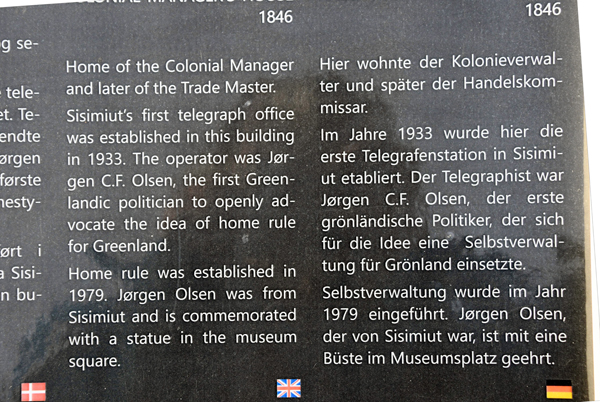 1846
Home of the Colonial Manager
and later of the Trade Master.
Sisimiut's first telegraph office
was established in this building
in 1933. The operator was Jør-
gen C.F. Olsen, the first Green-
landic politician to openly ad-
vocate the idea of home rule
for Greenland.
Home rule was established in
1979. Jørgen Olsen was from
Sisimiut and is commemorated
with a statue in the museum
square.
1846
Hier wohnte der Kolonieverwal-
ter und später der Handelskom-
missar.
Im Jahre 1933 wurde hier die
erste Telegrafenstation in Sisimi-
ut etabliert. Der Telegraphist war
Jørgen C.F. Olsen, der erste
grönländische Politiker, der sich
für die Idee eine Selbstverwal-
tung für Grönland einsetzte.
Selbstverwaltung wurde im Jahr
1979 eingeführt. Jørgen Olsen,
der von Sisimiut war, ist mit eine
Büste im Museumsplatz geehrt.